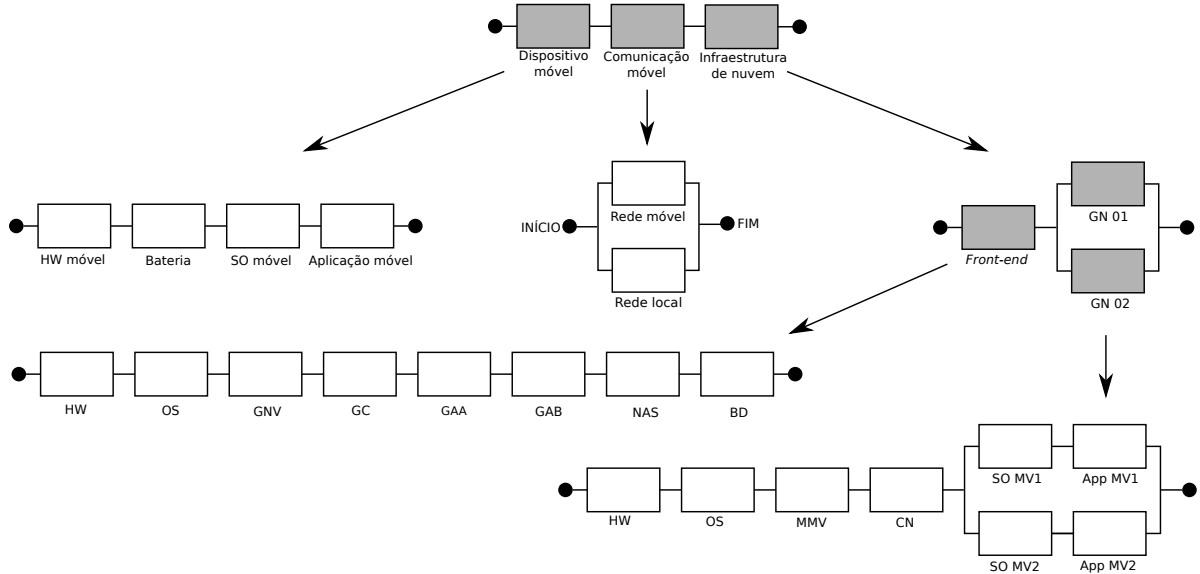 Dispositivo
móvel
Comunicação
móvel
Infraestrutura
de nuvem
HW móvel
Bateria
SO móvel
Aplicação móvel
INÍCIO
Rede móvel
FIM
Rede local
GN 01
Front-end
GN 02
HW
OS
GNV
GC
GAA
GAB
NAS
BD
HW
OS
MMV
CN
SO MV1
App MV1
SO MV2
App MV2